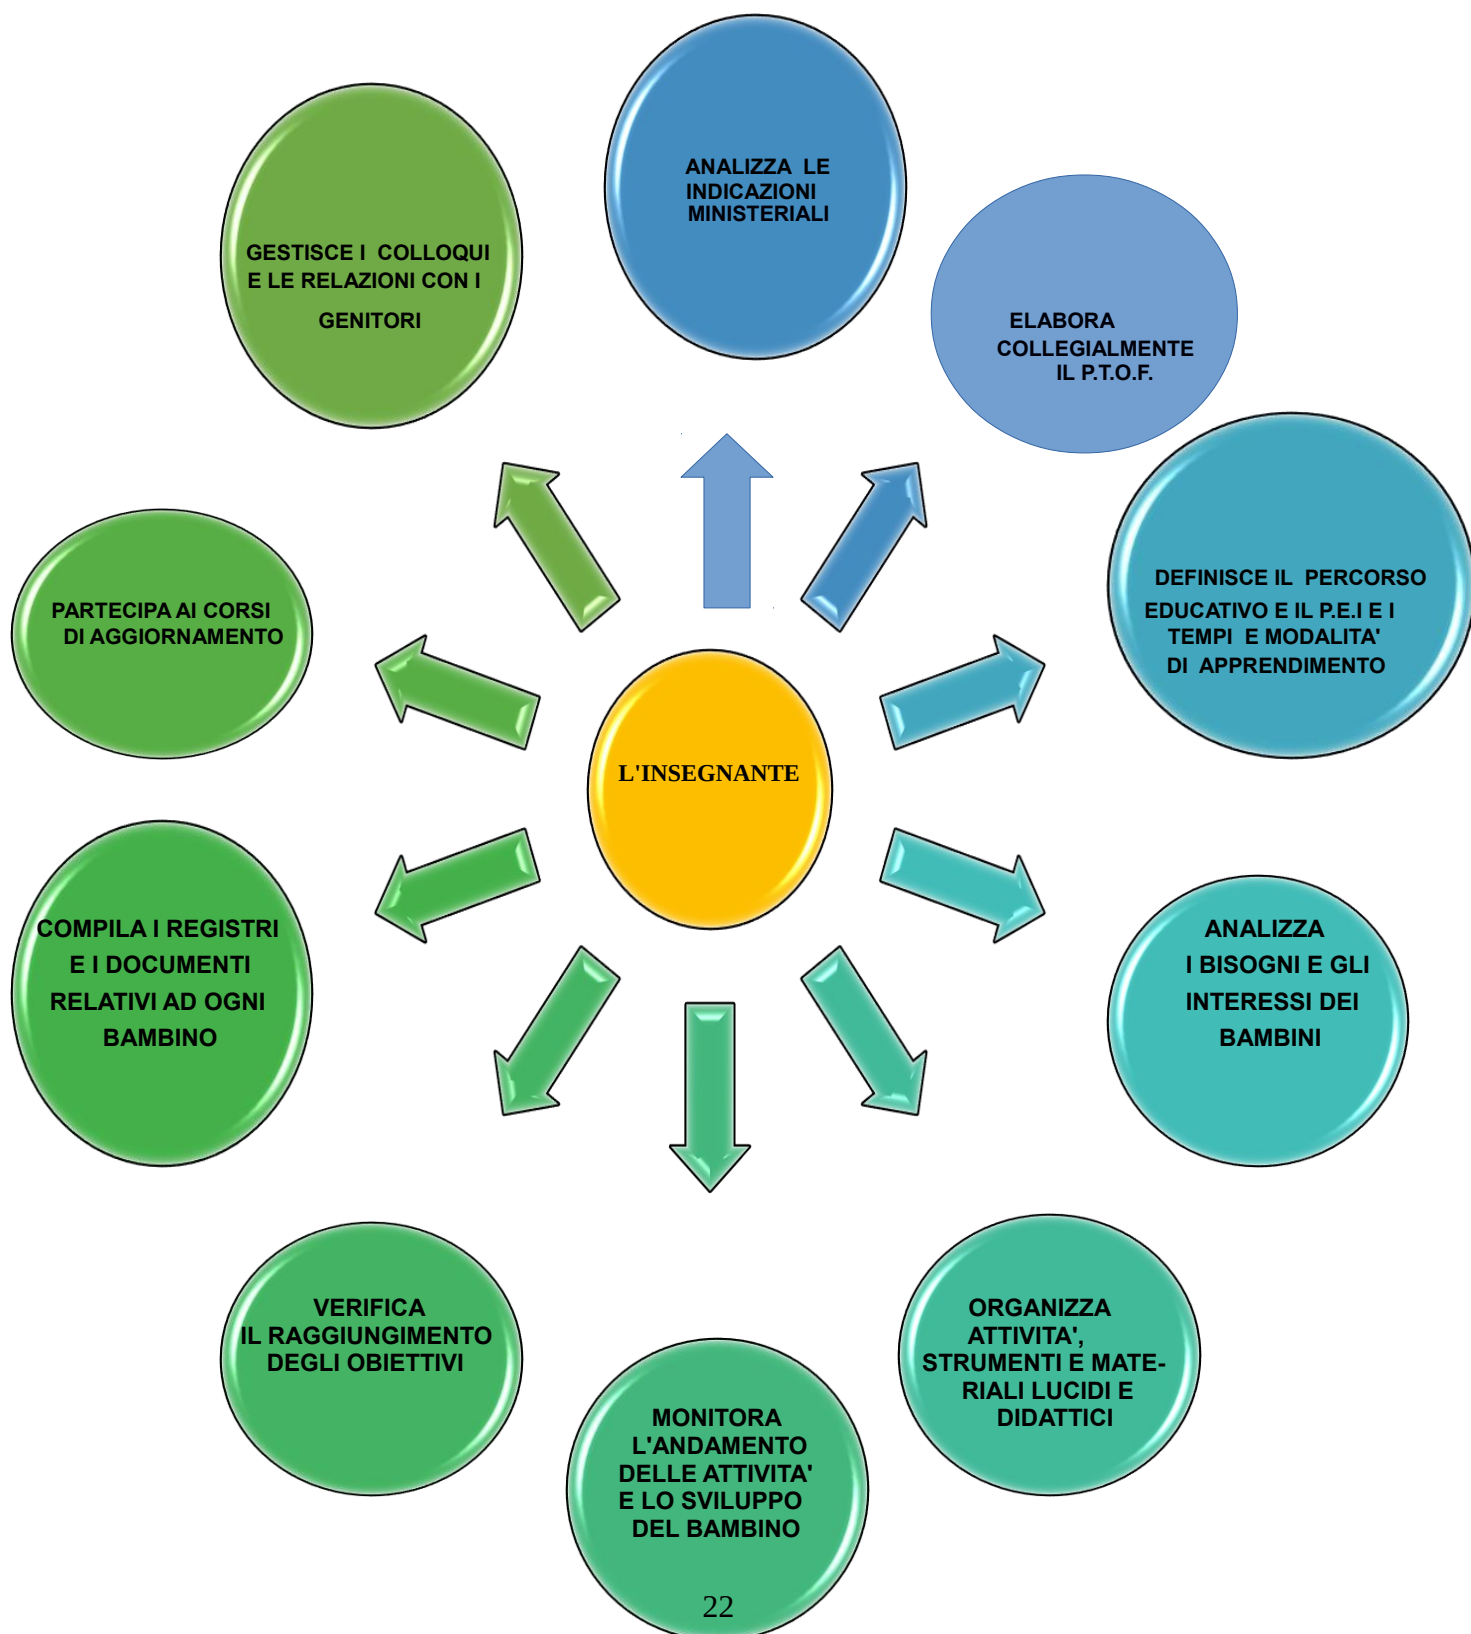 ANALIZZA LE
INDICAZIONI
MINISTERIALI
ELABORA
COLLEGIALMENTE
IL P.T.O.F.
DEFINISCE IL PERCORSO
EDUCATIVO E IL P.E.I E I
TEMPI E MODALITA'
DI APPRENDIMENTO
ANALIZZA
I BISOGNI E GLI
INTERESSI DEI
BAMBINI
ORGANIZZA
ATTIVITA',
STRUMENTI E MATE-
RIALI LUCIDI E
DIDATTICI
MONITORA
L'ANDAMENTO
DELLE ATTIVITA'
E LO SVILUPPO
DEL BAMBINO
VERIFICA
IL RAGGIUNGIMENTO
DEGLI OBIETTIVI
COMPILA I REGISTRI
E I DOCUMENTI
RELATIVI AD OGNI
BAMBINO
PARTECIPA AI CORSI
DI AGGIORNAMENTO
GESTISCE I COLLOQUI
E LE RELAZIONI CON I
GENITORI
L'INSEGNANTE
22